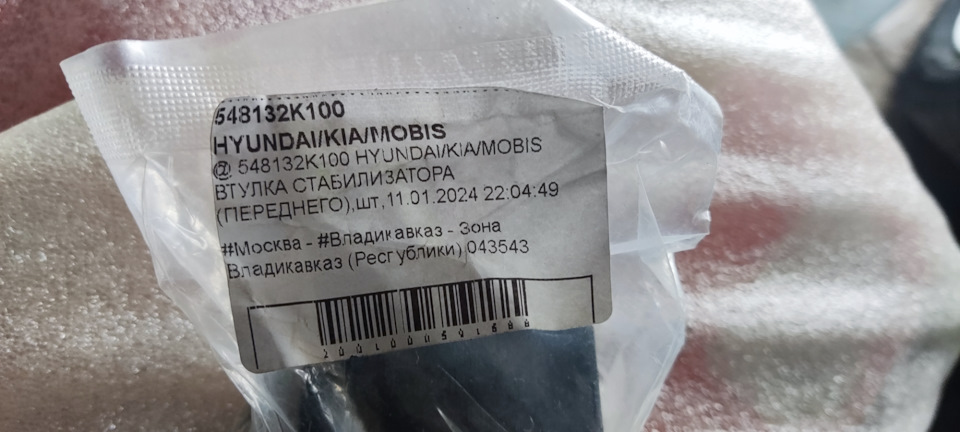 548132K100
HYUNDAI/KIA/MOBIS
@ 548132K100 HYUNDAI/KIA/MOBIS
ВТУЛКА СТАБИЛИЗАТОРА
(ПЕРЕДНЕГО),шт,11.01.2024 22:04:49
#Москва - #Владикавказ - Зона
Владикавказ (Республики) 043543